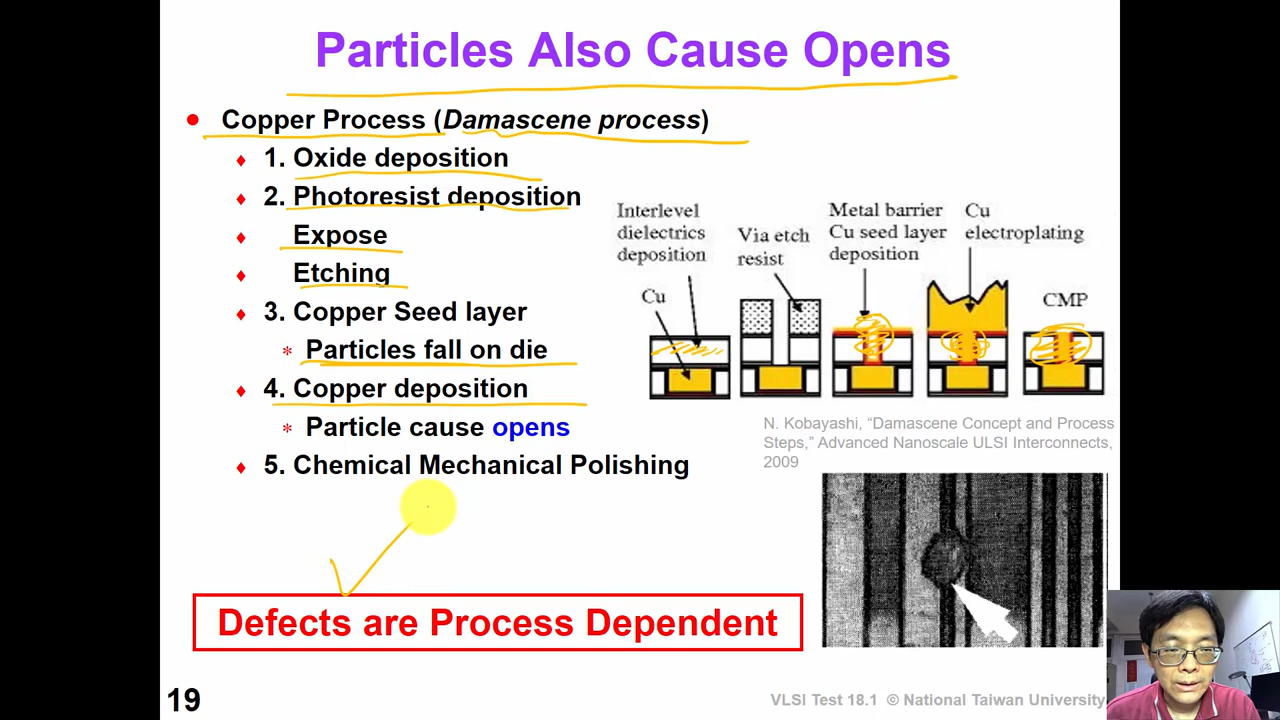 Particles Also Cause Opens
Copper Process (Damascene process)
1. Oxide deposition
2. Photoresist deposition
Expose
Etching
3. Copper Seed layer
* Particles fall on die
4. Copper deposition
* Particle cause opens
5. Chemical Mechanical Polishing
Interlevel
dielectrics
deposition
Cu
Via etch
resist
Metal barrier
Cu seed layer
deposition
Cu
electroplating
CMP
N. Kobayashi, “Damascene Concept and Process
Steps,” Advanced Nanoscale ULSI Interconnects,
2009
Defects are Process Dependent
19
VLSI Test 18.1 © National Taiwan University